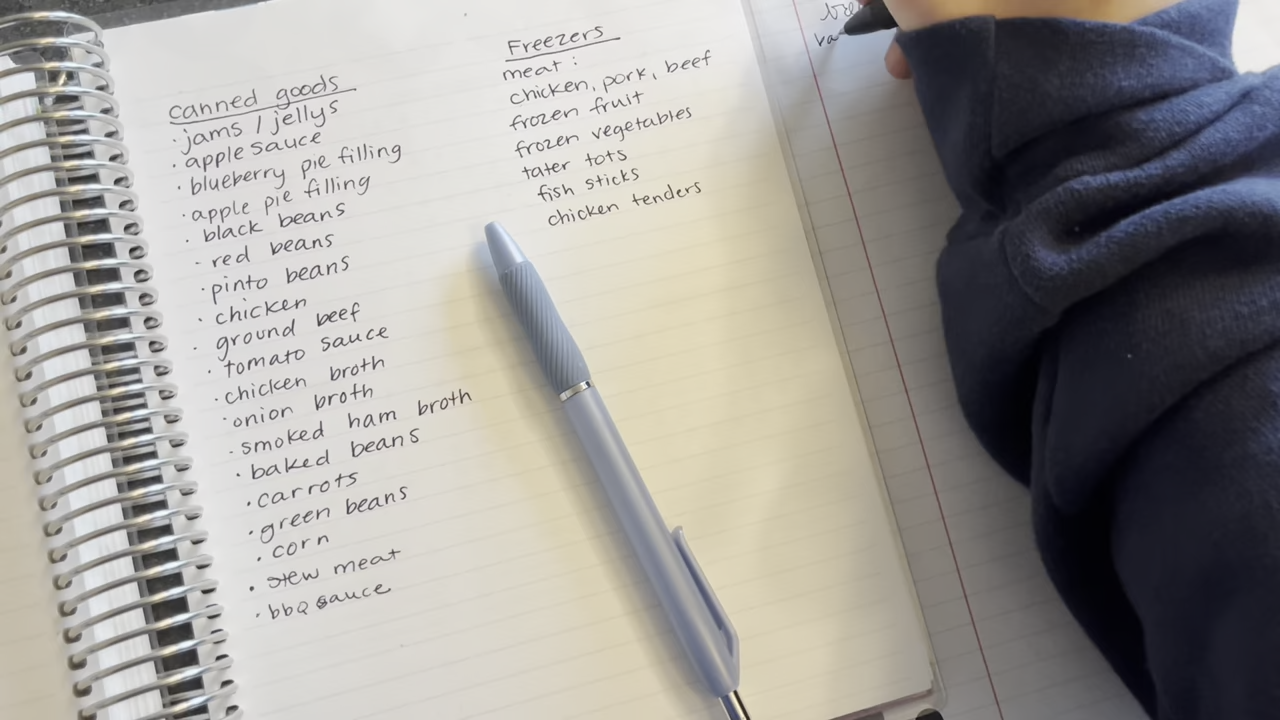 canned goods
· jams / jellys
· apple sauce
· blueberry pie filling
· apple pie filling
· black beans
- red beans
· pinto beans
· chicken
· ground beef
· tomato sauce
· chicken broth
· onion broth
· smoked ham broth
· baked beans
· carrots
· green beans
· corn
· stew meat
· bbq sauce
Freezers
meat:
chicken, pork, beef
frozen fruit
frozen vegetables
tater tots
fish sticks
chicken tenders